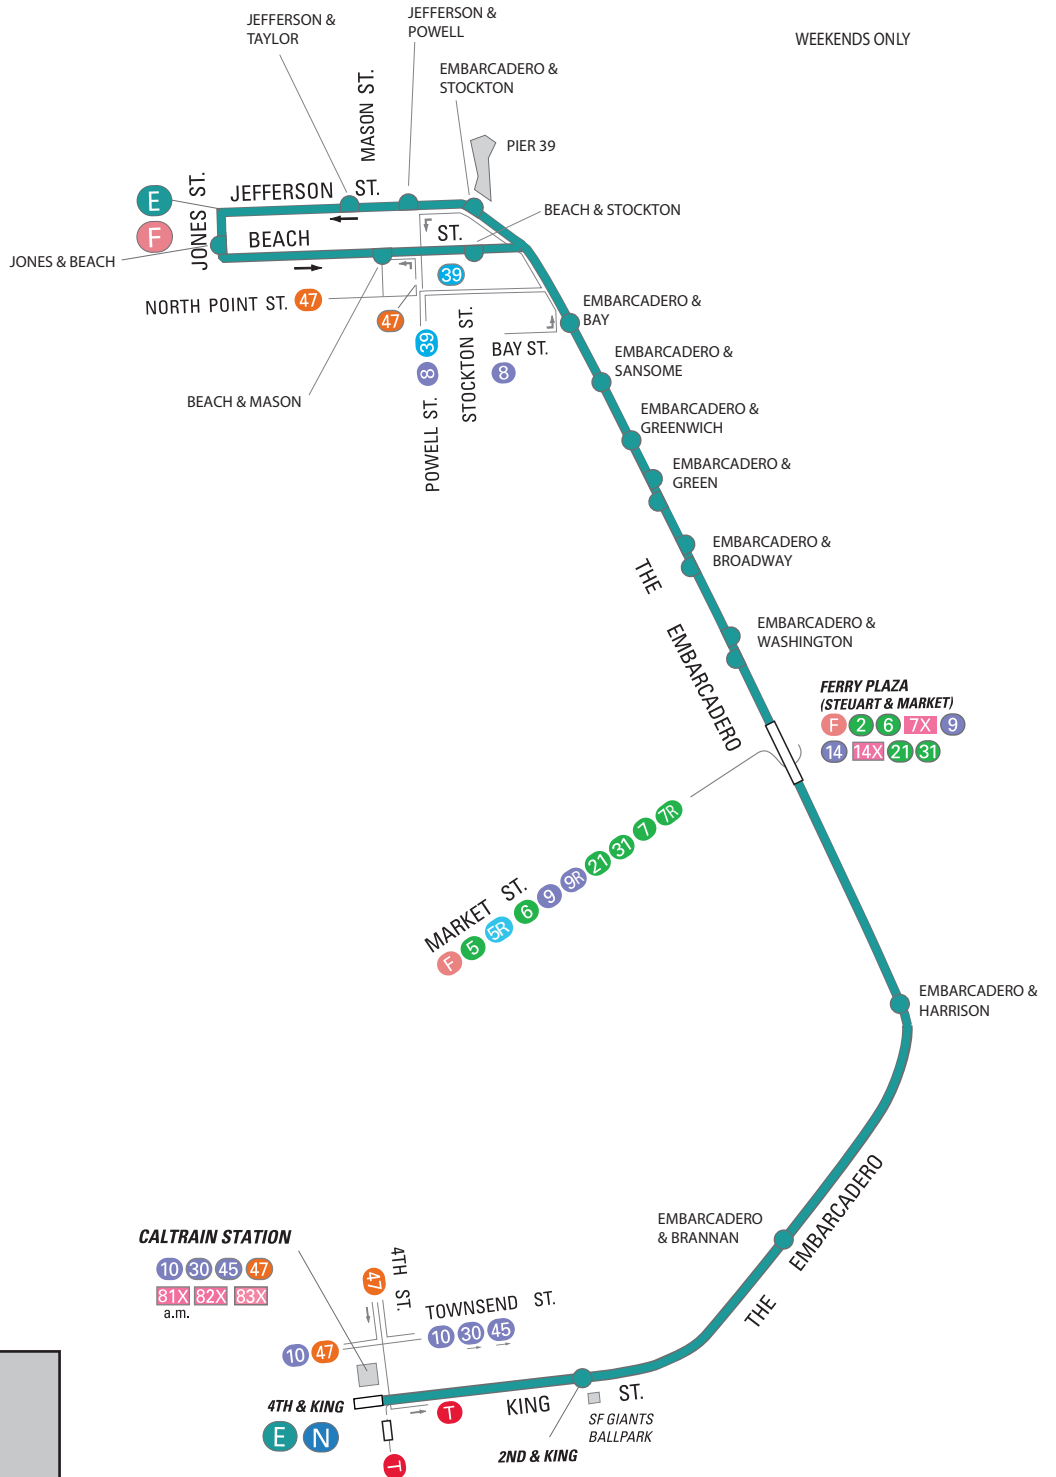 JEFFERSON &
TAYLOR
JEFFERSON &
POWELL
WEEKENDS ONLY
EMBARCADERO &
STOCKTON
MASON ST.
PIER 39
JONES ST.
JEFFERSON ST.
E
F
BEACH ST.
BEACH & STOCKTON
JONES & BEACH
39
NORTH POINT ST. 47
47
EMBARCADERO &
BAY
39
8
POWELL ST.
STOCKTON ST.
BAY ST.
8
EMBARCADERO &
SANSOME
BEACH & MASON
EMBARCADERO &
GREENWICH
EMBARCADERO &
GREEN
EMBARCADERO &
BROADWAY
THE EMBARCADERO
EMBARCADERO &
WASHINGTON
FERRY PLAZA
(STEUART & MARKET)
F 2 6 7X 9
14 14X 21 31
MARKET ST.
F 5 5R 6 9 9R 21 31 7 7R
EMBARCADERO &
HARRISON
EMBARCADERO
& BRANNAN
THE EMBARCADERO
CALTRAIN STATION
10 30 45 47
81X 82X 83X
a.m.
47
4TH ST.
TOWNSEND ST.
10 30 45
10 47
4TH & KING
E N
T
T
KING ST.
SF GIANTS
BALLPARK
2ND & KING